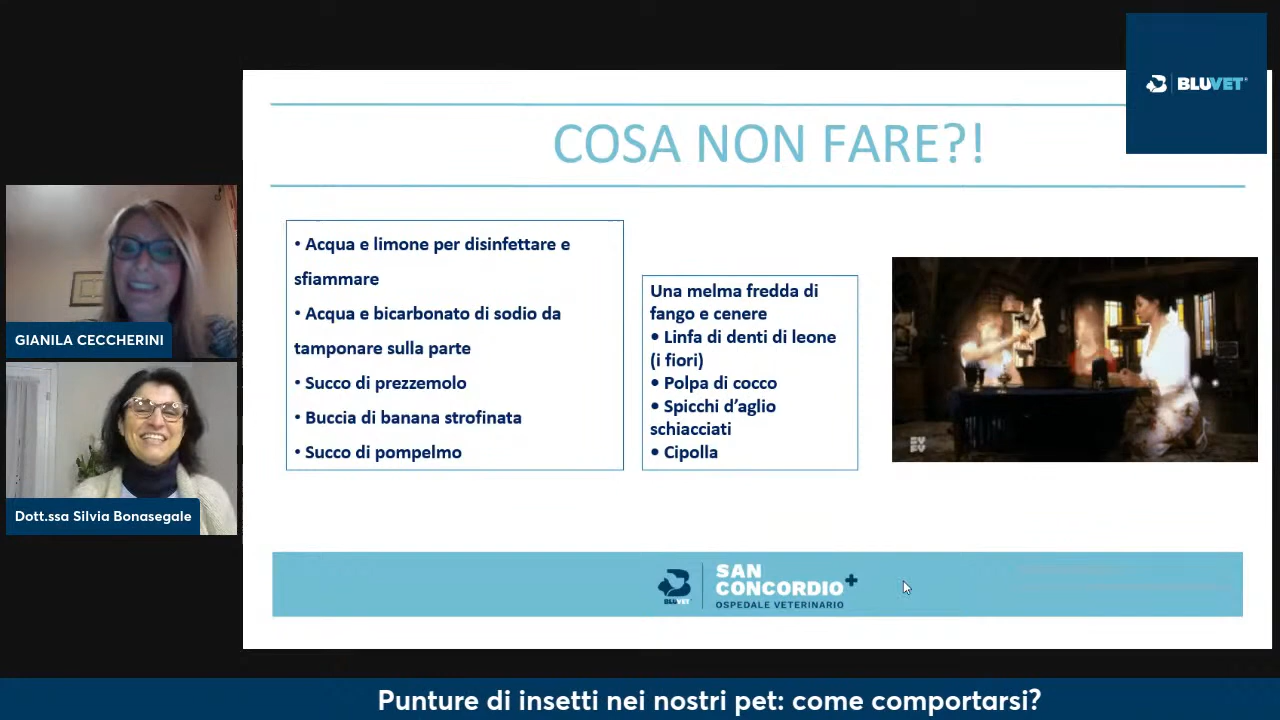 BLUVET
COSA NON FARE?!
• Acqua e limone per disinfettare e
sfiammare
• Acqua e bicarbonato di sodio da
tamponare sulla parte
• Succo di prezzemolo
• Buccia di banana strofinata
• Succo di pompelmo
Una melma fredda di
fango e cenere
• Linfa di denti di leone
(i fiori)
• Polpa di cocco
• Spicchi d'aglio
schiacciati
• Cipolla
GIANILA CECCHERINI
Dott.ssa Silvia Bonasegale
BLUVET
SAN
CONCORDIO+
OSPEDALE VETERINARIO
Punture di insetti nei nostri pet: come comportarsi?